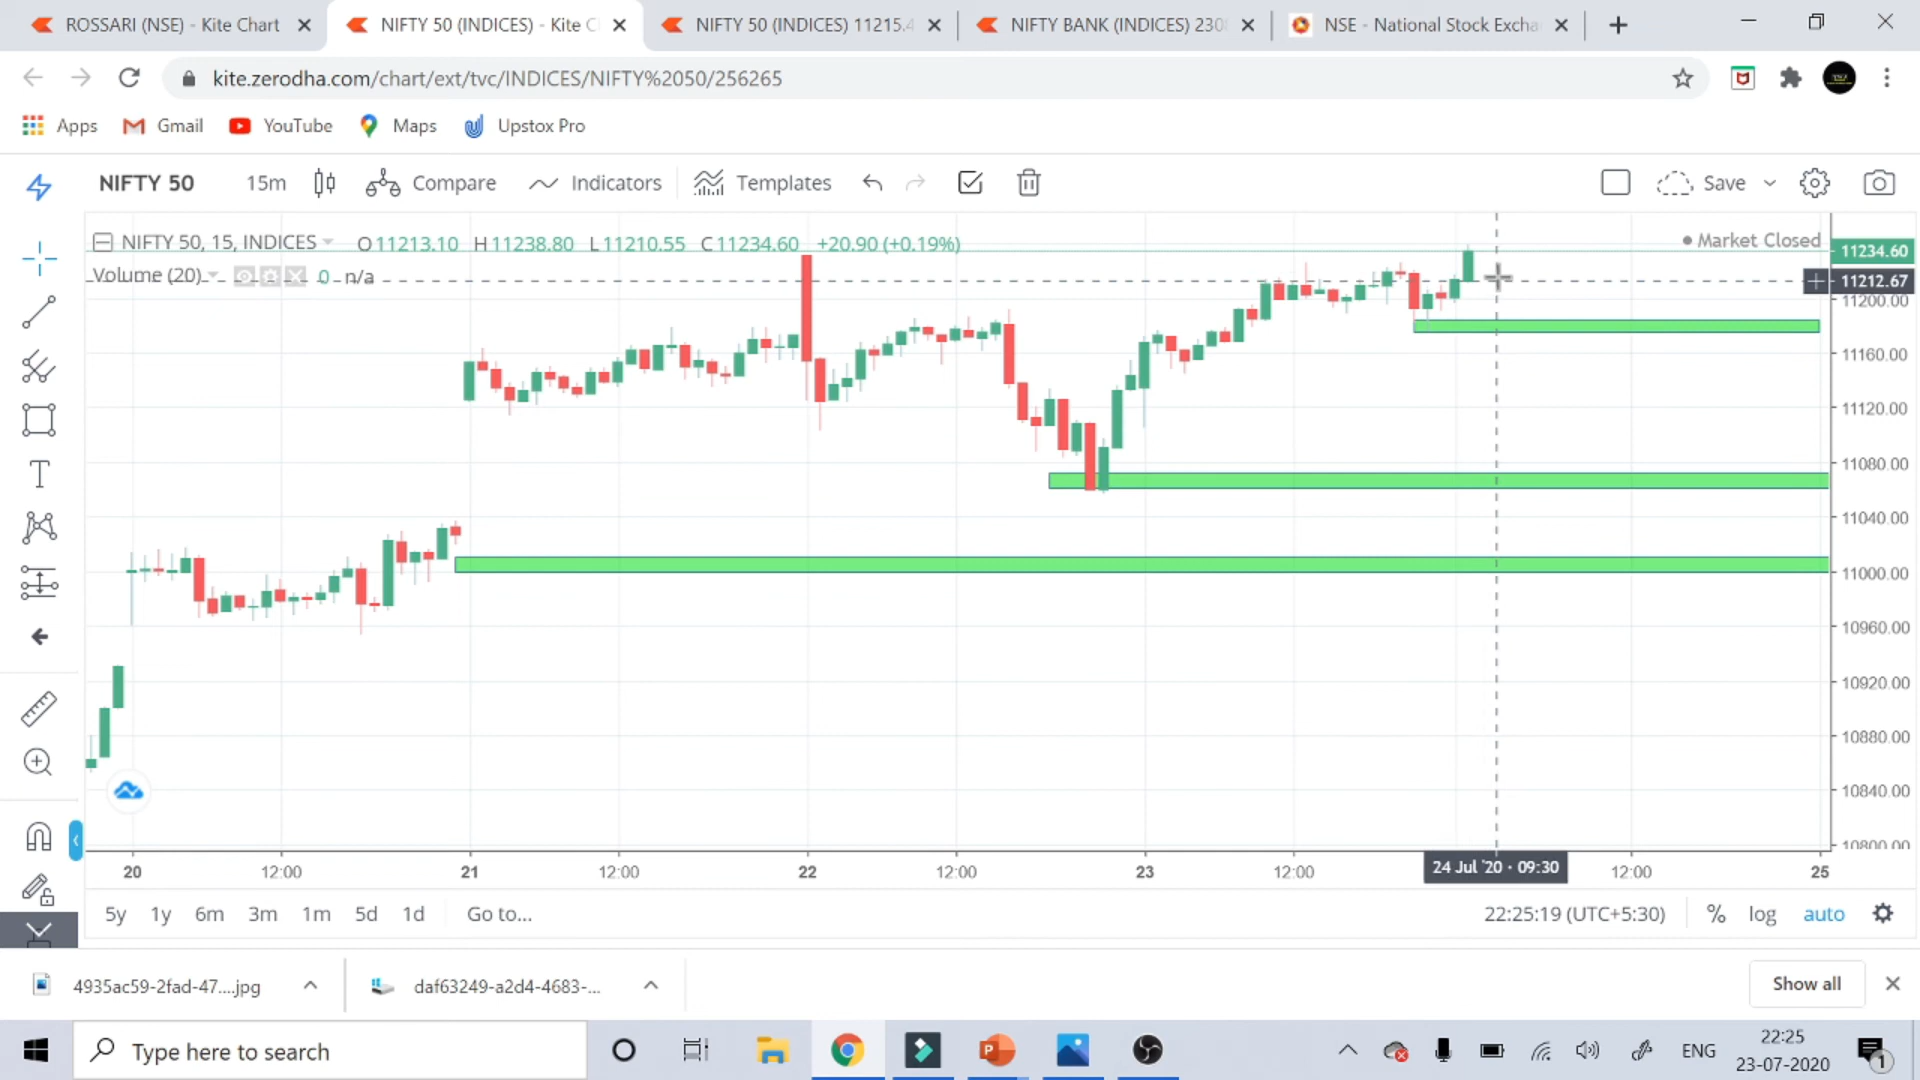 ROSSARI (NSE) - Kite Chart
NIFTY 50 (INDICES) - Kite C
NIFTY 50 (INDICES) 11215.4
NIFTY BANK (INDICES) 230
NSE - National Stock Excha
kite.zerodha.com/chart/ext/tvc/INDICES/NIFTY%2050/256265
Apps
Gmail
YouTube
Maps
Upstox Pro
NIFTY 50
15m
Compare
Indicators
Templates
Save
NIFTY 50, 15, INDICES
O11213.10 H11238.80 L11210.55 C11234.60 +20.90 (+0.19%)
Market Closed
11234.60
Volume (20)
0 n/a
11212.67
11200.00
11160.00
11120.00
11080.00
11040.00
11000.00
10960.00
10920.00
10880.00
10840.00
10800.00
20
12:00
21
12:00
22
12:00
23
12:00
24 Jul '20 · 09:30
12:00
25
5y 1y 6m 3m 1m 5d 1d Go to...
22:25:19 (UTC+5:30)
%
log
auto
4935ac59-2fad-47....jpg
daf63249-a2d4-4683-...
Show all
Type here to search
ENG
22:25
23-07-2020
1